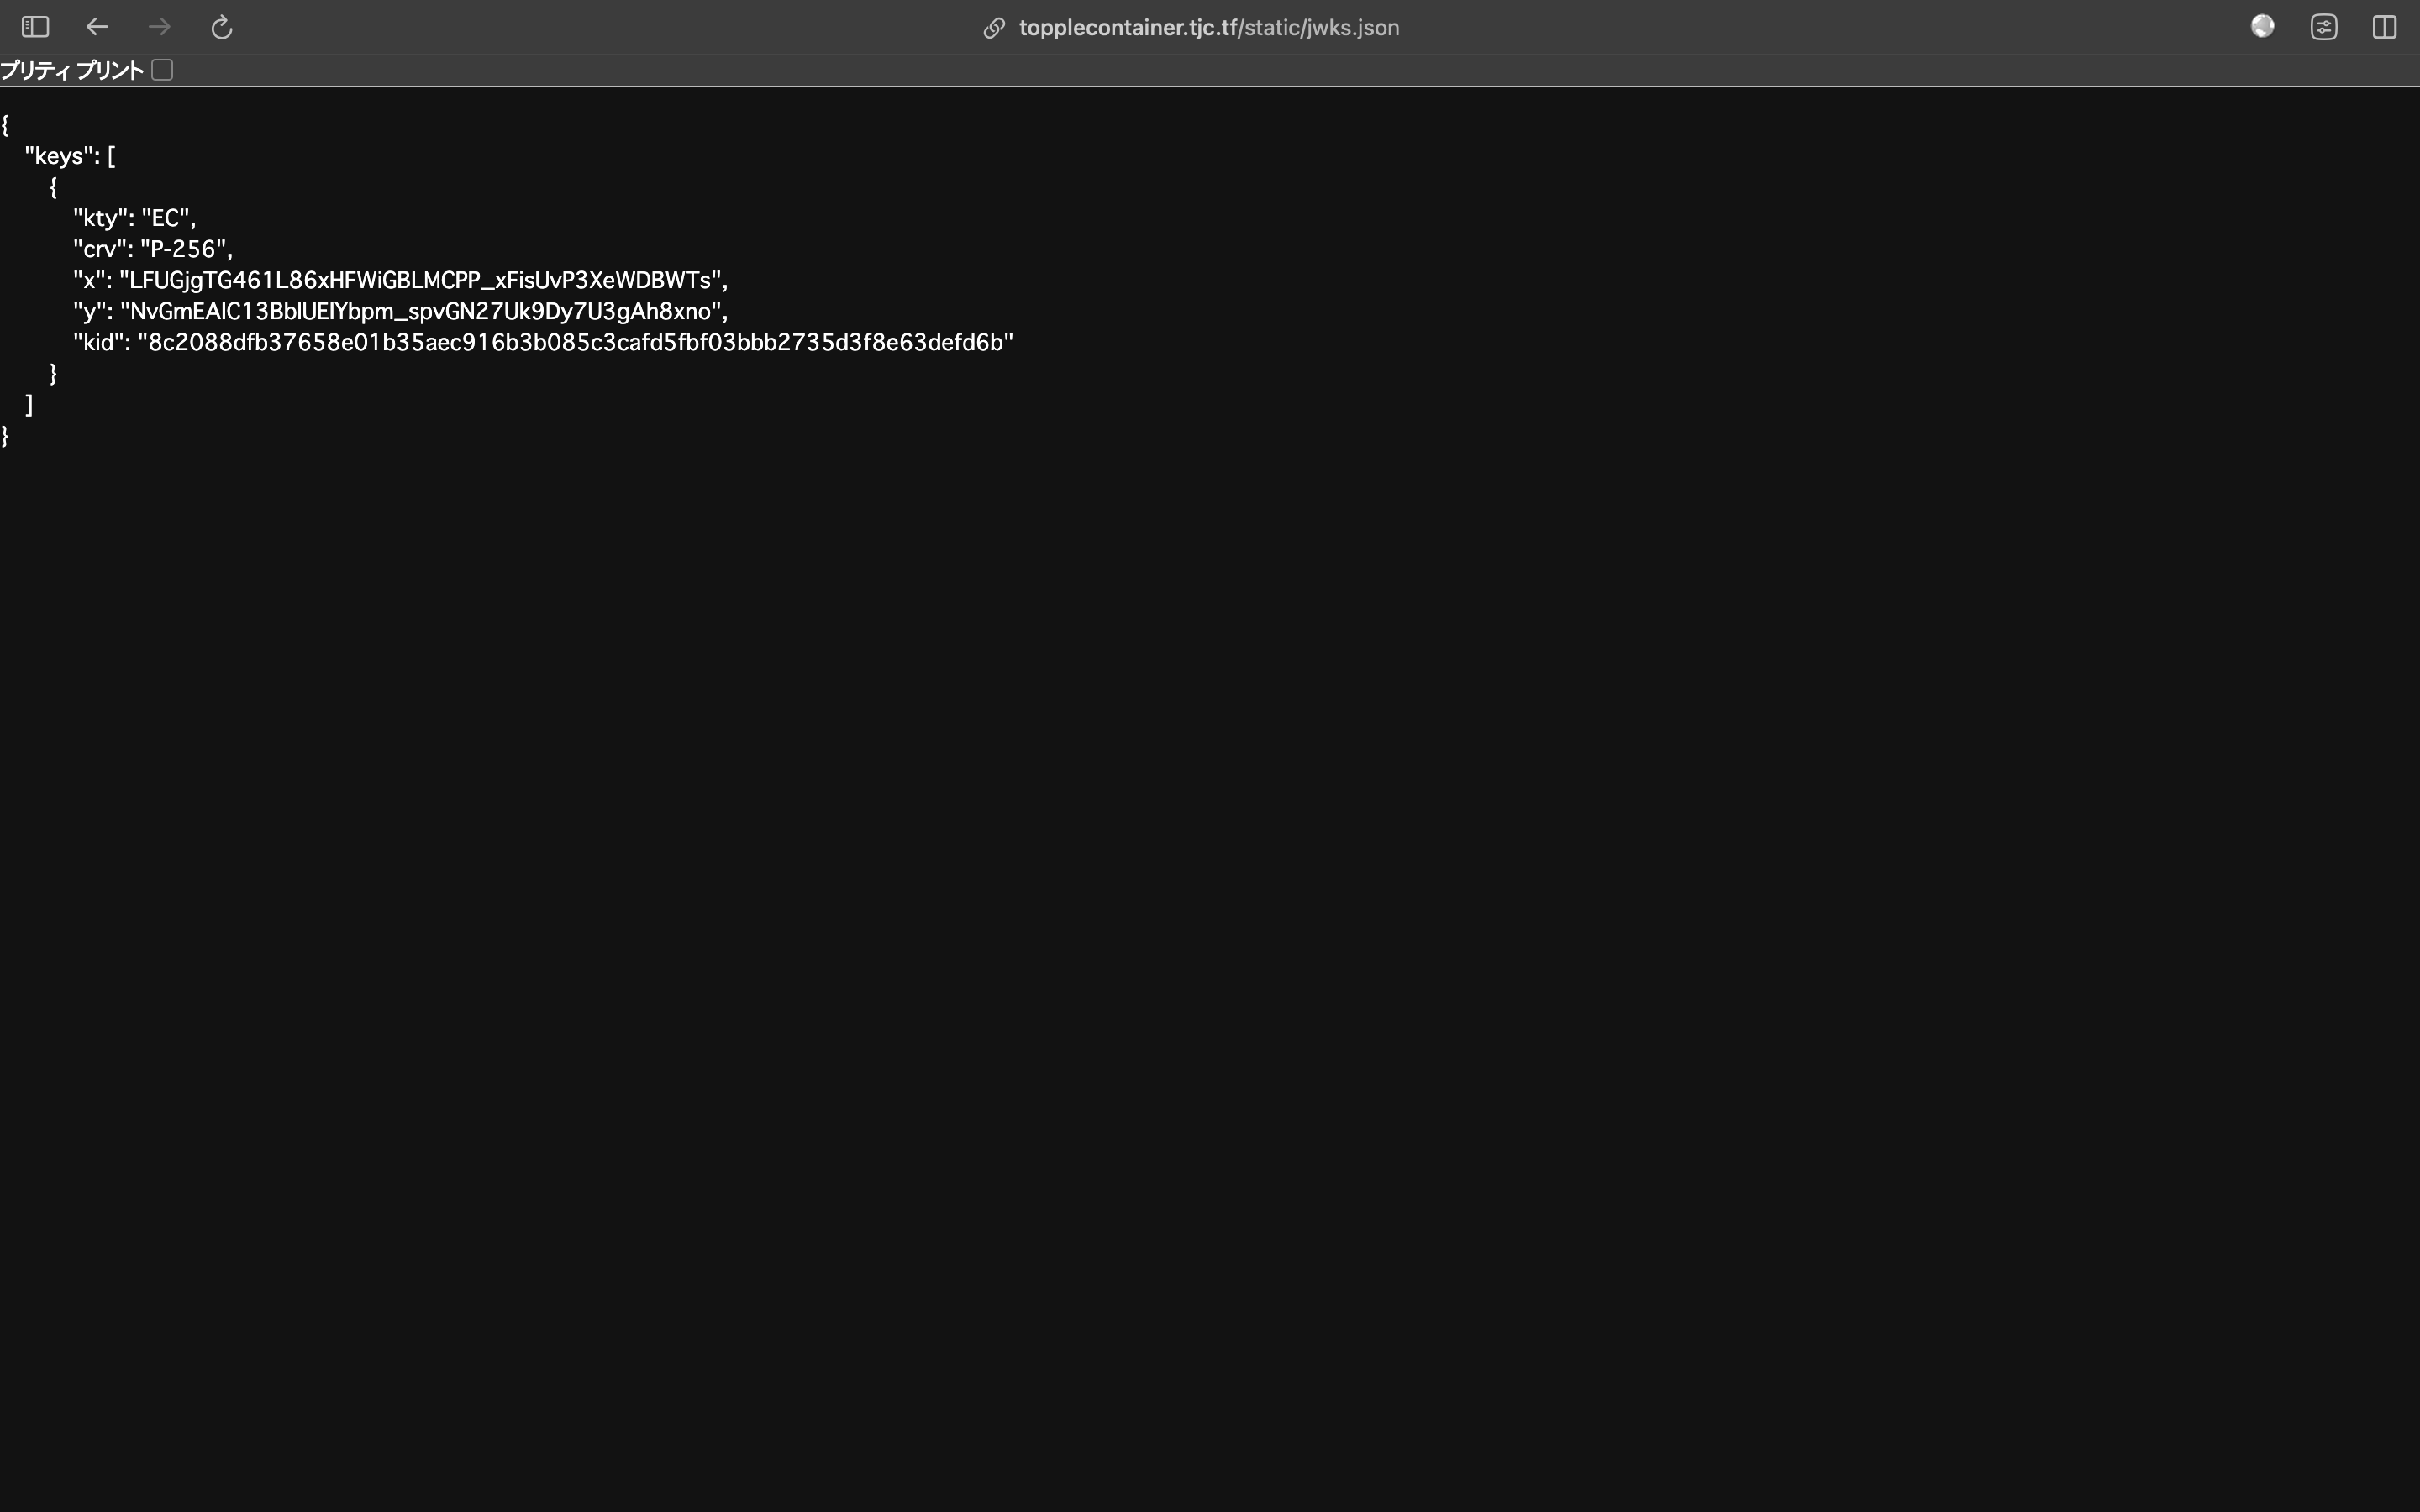 topplecontainer.tjc.tf/static/jwks.json
プリティ プリント
{
"keys": [
{
"kty": "EC",
"crv": "P-256",
"x": "LFUGjgTG461L86xHFWiGBLMCPP_xFisUvP3XeWDBWTs",
"y": "NvGmEAIC13BblUEIYbpm_spvGN27Uk9Dy7U3gAh8xno",
"kid": "8c2088dfb37658e01b35aec916b3b085c3cafd5fbf03bbb2735d3f8e63defd6b"
}
]
}